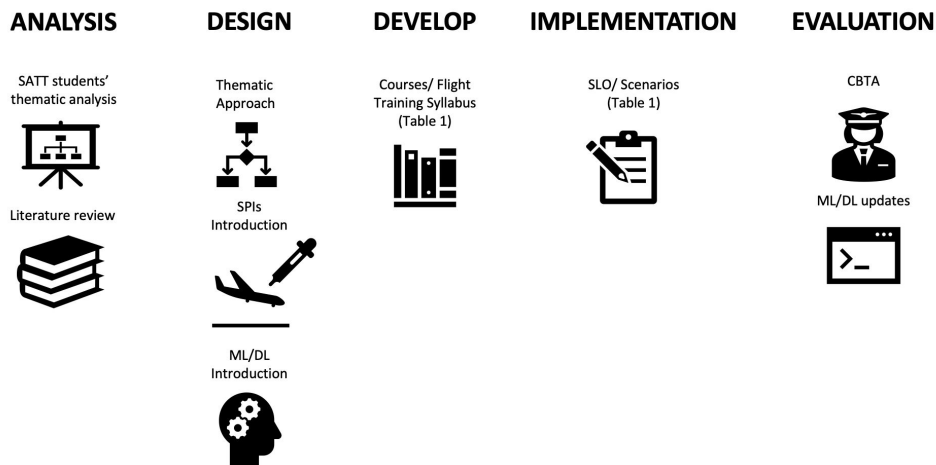 ANALYSIS
DESIGN
DEVELOP
IMPLEMENTATION
EVALUATION
SATT students’
thematic analysis
Literature review
Thematic
Approach
SPIs
Introduction
ML/DL
Introduction
Courses/ Flight
Training Syllabus
(Table 1)
SLO/ Scenarios
(Table 1)
CBTA
ML/DL updates
>_